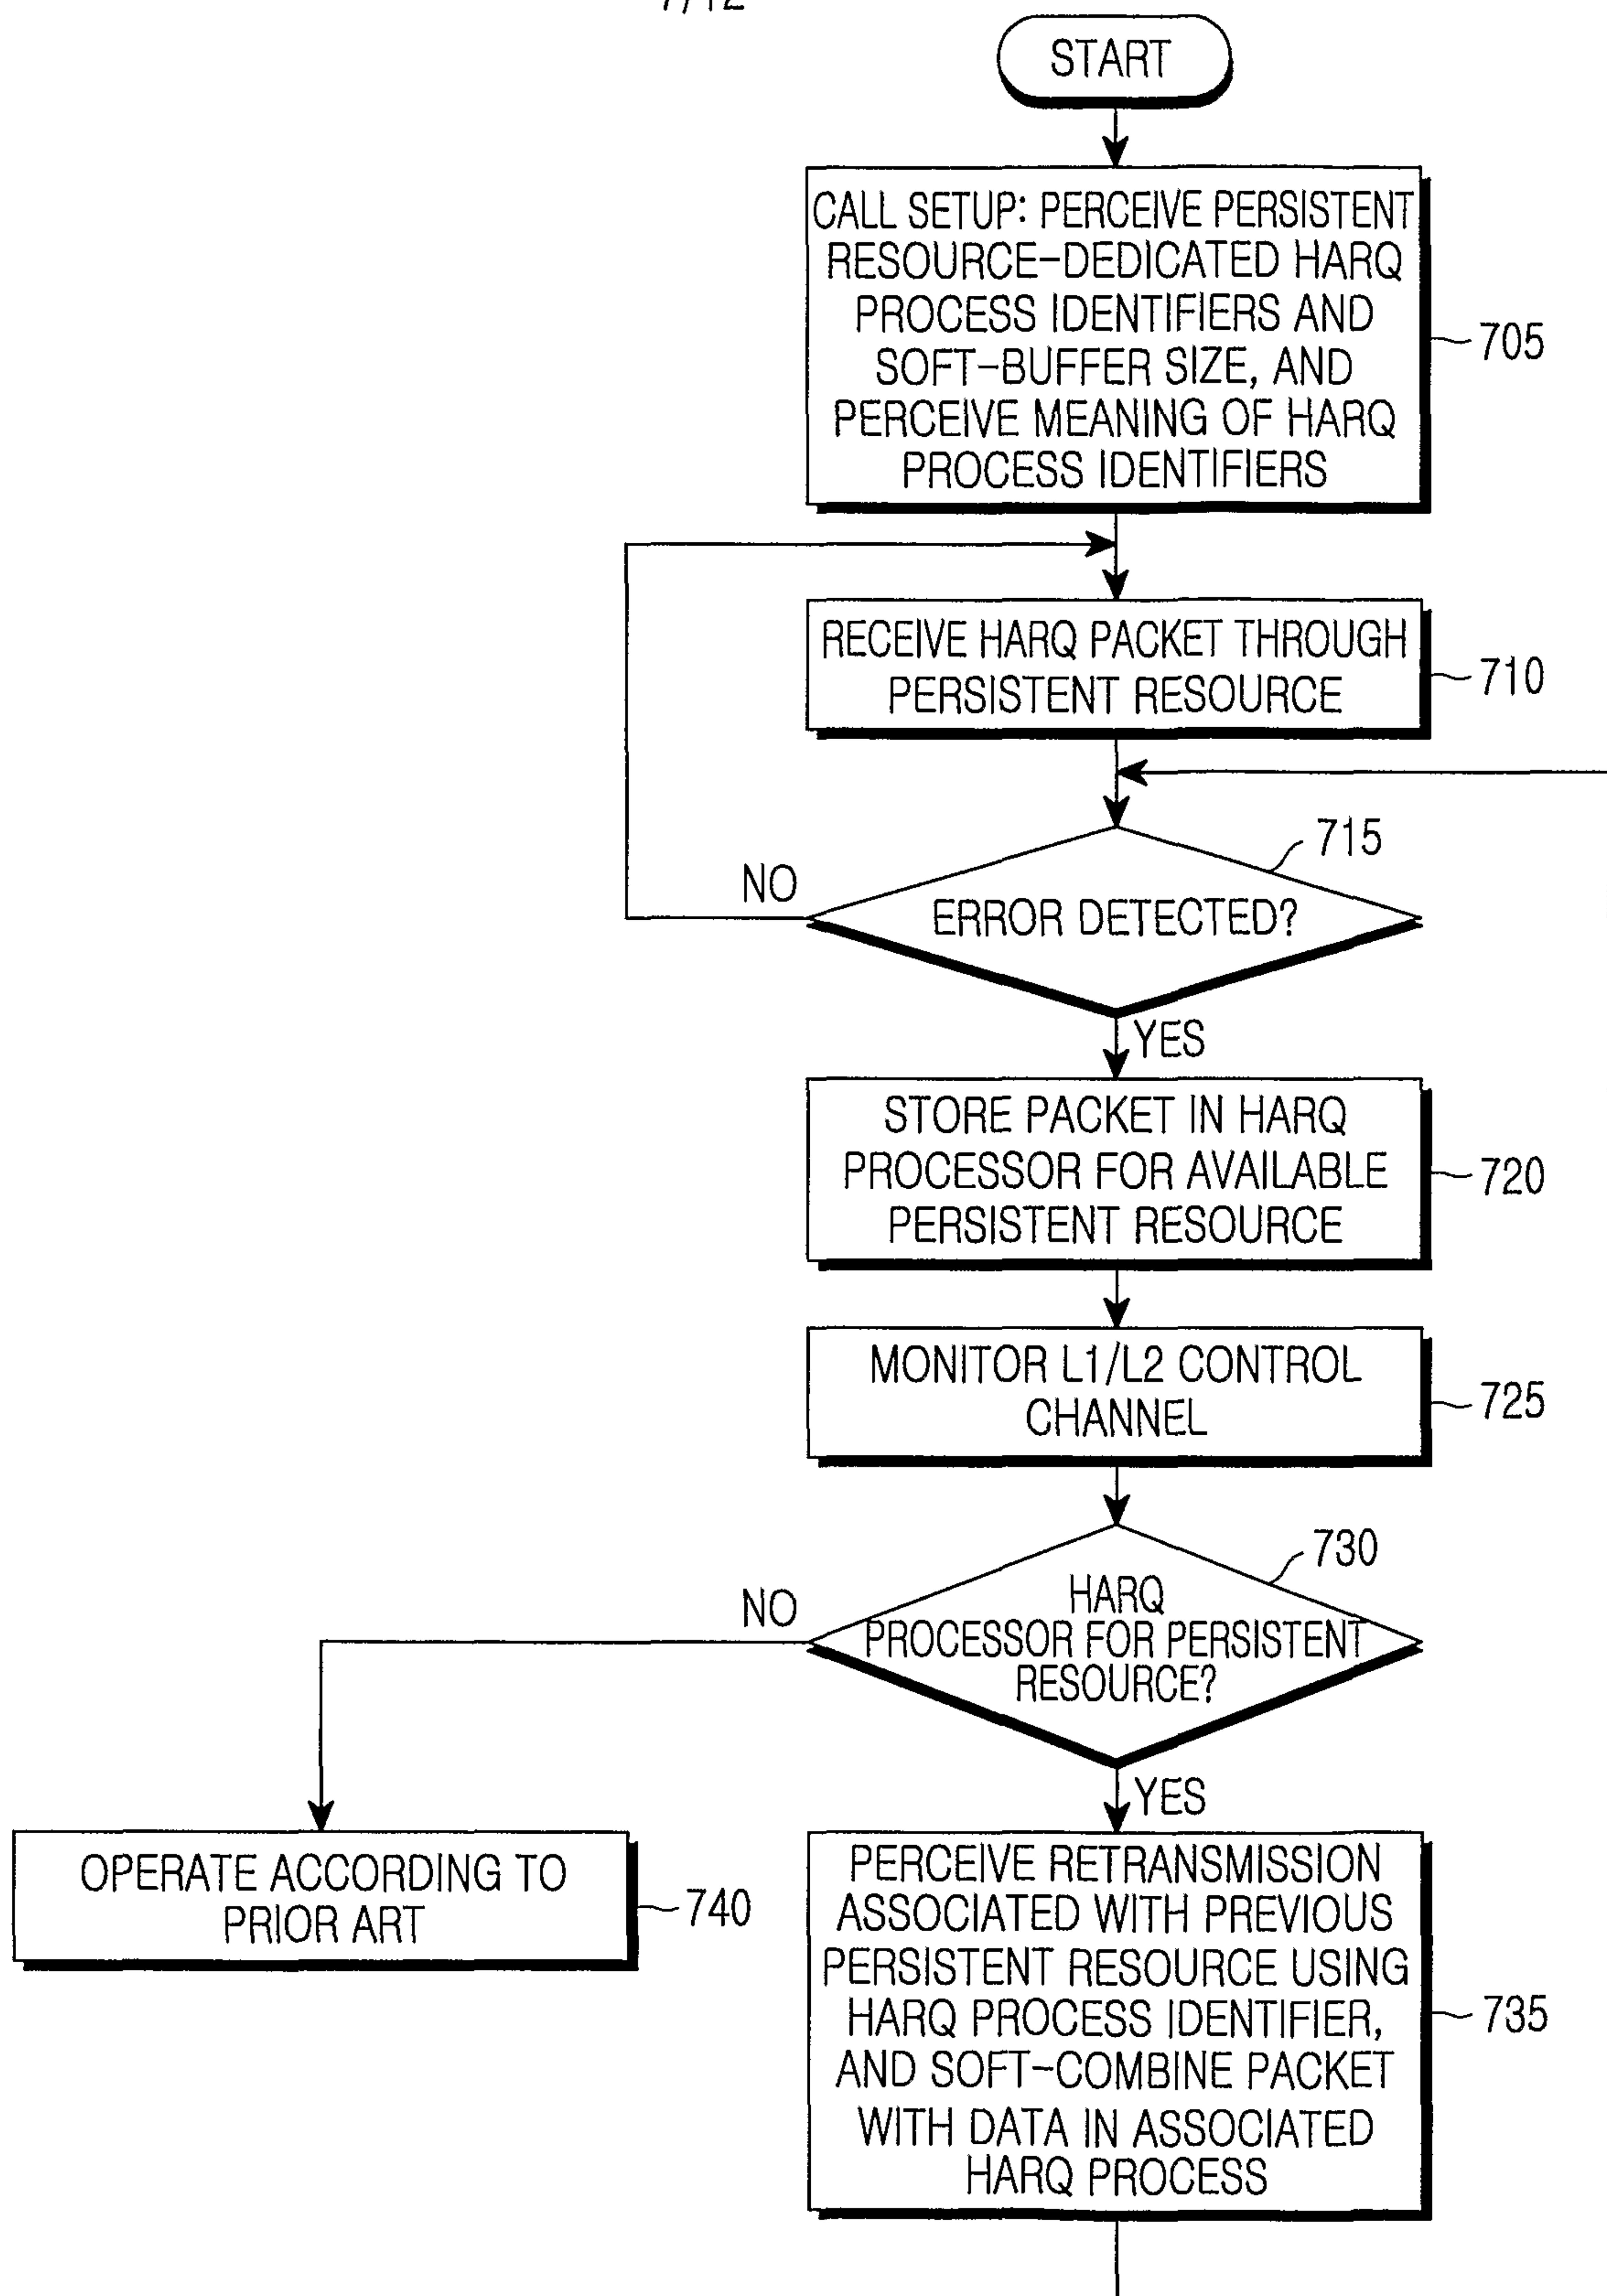 7/12
START
CALL SETUP: PERCEIVE PERSISTENT
RESOURCE-DEDICATED HARQ
PROCESS IDENTIFIERS AND
SOFT-BUFFER SIZE, AND
PERCEIVE MEANING OF HARQ
PROCESS IDENTIFIERS
705
RECEIVE HARQ PACKET THROUGH
PERSISTENT RESOURCE
710
715
NO
ERROR DETECTED?
YES
STORE PACKET IN HARQ
PROCESSOR FOR AVAILABLE
PERSISTENT RESOURCE
720
MONITOR L1/L2 CONTROL
CHANNEL
725
730
NO
HARQ
PROCESSOR FOR PERSISTENT
RESOURCE?
YES
OPERATE ACCORDING TO
PRIOR ART
740
PERCEIVE RETRANSMISSION
ASSOCIATED WITH PREVIOUS
PERSISTENT RESOURCE USING
HARQ PROCESS IDENTIFIER,
AND SOFT-COMBINE PACKET
WITH DATA IN ASSOCIATED
HARQ PROCESS
735